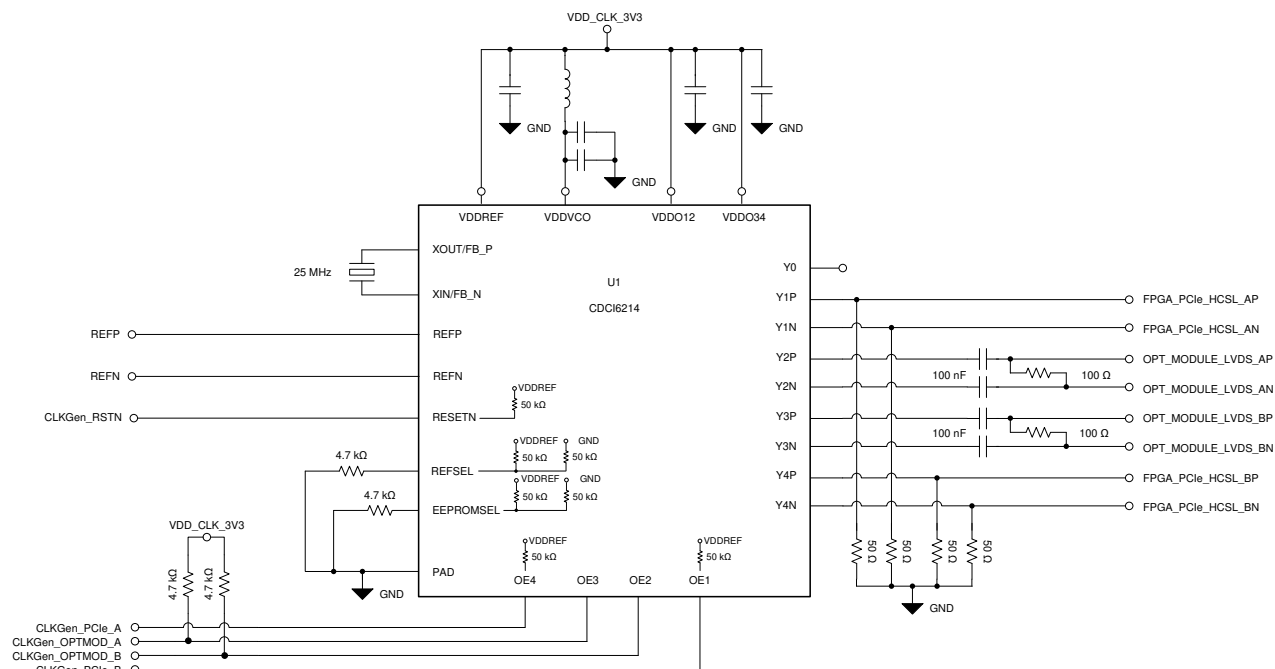 VDD_CLK_3V3
GND
GND
GND
GND
VDDREF
VDDVCO
VDDO12
VDDO34
XOUT/FB_P
25 MHz
XIN/FB_N
U1
CDCI6214
Y0
Y1P
FPGA_PCIe_HCSL_AP
Y1N
FPGA_PCIe_HCSL_AN
REFP
REFP
Y2P
OPT_MODULE_LVDS_AP
100 nF
100 Ω
REFN
REFN
Y2N
OPT_MODULE_LVDS_AN
VDDREF
50 kΩ
CLKGen_RSTN
RESETN
Y3P
OPT_MODULE_LVDS_BP
100 nF
100 Ω
VDDREF
GND
Y3N
OPT_MODULE_LVDS_BN
4.7 kΩ
50 kΩ
50 kΩ
REFSEL
VDDREF
GND
Y4P
FPGA_PCIe_HCSL_BP
4.7 kΩ
50 kΩ
50 kΩ
EEPROMSEL
Y4N
FPGA_PCIe_HCSL_BN
VDD_CLK_3V3
VDDREF
50 kΩ
VDDREF
50 kΩ
50 Ω
50 Ω
50 Ω
50 Ω
4.7 kΩ
4.7 kΩ
PAD
OE4
OE3
OE2
OE1
GND
GND
CLKGen_PCIe_A
CLKGen_OPTMOD_A
CLKGen_OPTMOD_B
CLKGen_PCIe_B